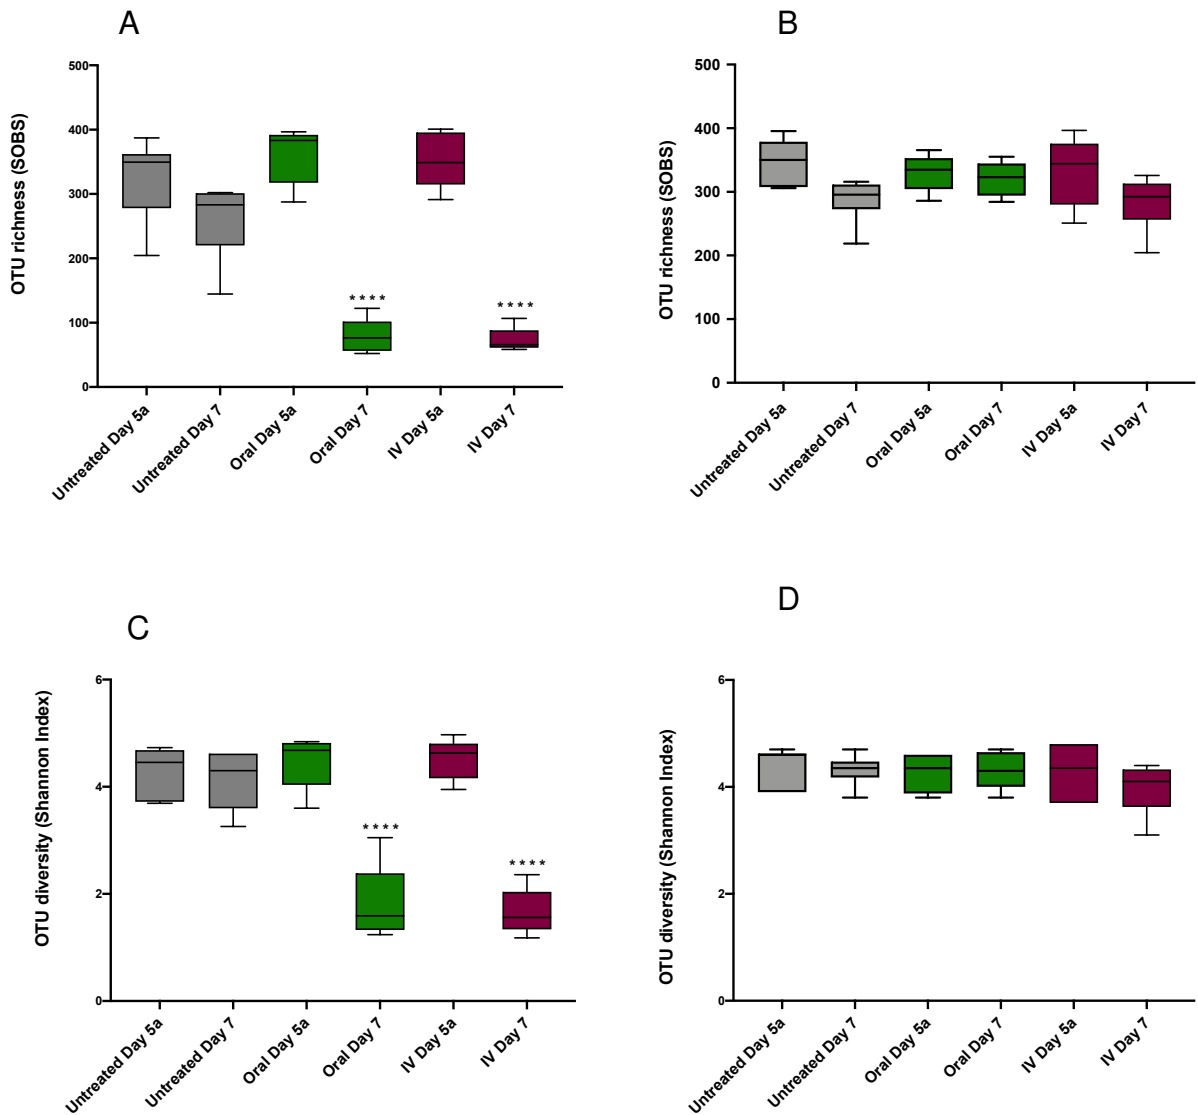 A
OTU richness (SOBS)
500
400
300
200
100
0
****
****
Untreated Day 5a
Untreated Day 7
Oral Day 5a
Oral Day 7
IV Day 5a
IV Day 7
B
OTU richness (SOBS)
500
400
300
200
100
0
Untreated Day 5a
Untreated Day 7
Oral Day 5a
Oral Day 7
IV Day 5a
IV Day 7
C
OTU diversity (Shannon Index)
6
4
2
0
****
****
Untreated Day 5a
Untreated Day 7
Oral Day 5a
Oral Day 7
IV Day 5a
IV Day 7
D
OTU diversity (Shannon Index)
6
4
2
0
Untreated Day 5a
Untreated Day 7
Oral Day 5a
Oral Day 7
IV Day 5a
IV Day 7